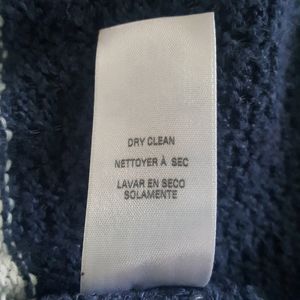 DRY CLEAN
NETTOYER À SEC
LAVAR EN SECO
SOLAMENTE